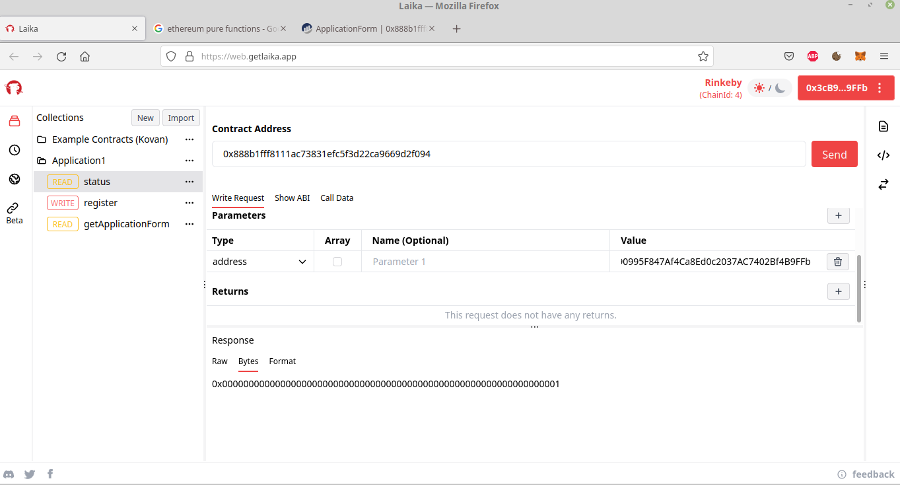 Laika — Mozilla Firefox
Laika
ethereum pure functions - Go
ApplicationForm | 0x888b1ff
https://web.getlaika.app
ABP
Rinkeby
(ChainId: 4)
/
0x3cB9...9FFb
Collections
New
Import
Example Contracts (Kovan)
Application1
READ status
WRITE register
READ getApplicationForm
Beta
Contract Address
0x888b1fff8111ac73831efc5f3d22ca9669d2f094
Send
Write Request Show ABI Call Data
Parameters
Type Array Name (Optional) Value
address Parameter 1 0995F847Af4Ca8Ed0c2037AC7402Bf4B9FFb
Returns
This request does not have any returns.
Response
Raw Bytes Format
0x0000000000000000000000000000000000000000000000000000000000000001
feedback